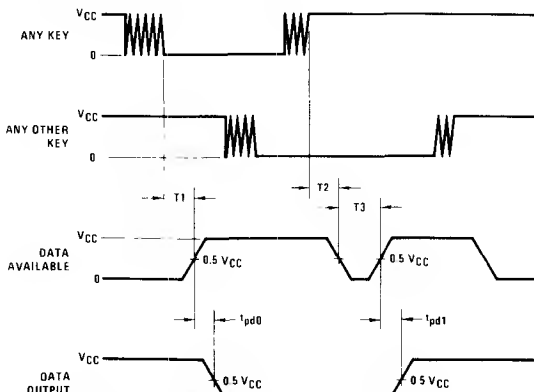 VCC
ANY KEY
0
VCC
ANY OTHER
KEY
0
T1
T2
T3
VCC
DATA
AVAILABLE
0.5 VCC
0.5 VCC
0
tpd0
tpd1
VCC
DATA
OUTPUT
0.5 VCC
0.5 VCC